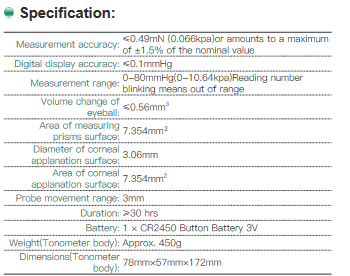 Specification:
Measurement accuracy: ≤0.49mN (0.066kpa)or amounts to a maximum
of ±1.5% of the nominal value
Digital display accuracy: ≤0.1mmHg
Measurement range: 0-80mmHg(0-10.64kpa)Reading number
blinking means out of range
Volume change of
eyeball: ≤0.56mm³
Area of measuring
prisms surface: 7.354mm²
Diameter of corneal
applanation surface: 3.06mm
Area of corneal
applanation surface: 7.354mm²
Probe movement range: 3mm
Duration: ≥30 hrs
Battery: 1 × CR2450 Button Battery 3V
Weight(Tonometer body): Approx. 450g
Dimensions(Tonometer
body): 78mm×57mm×172mm